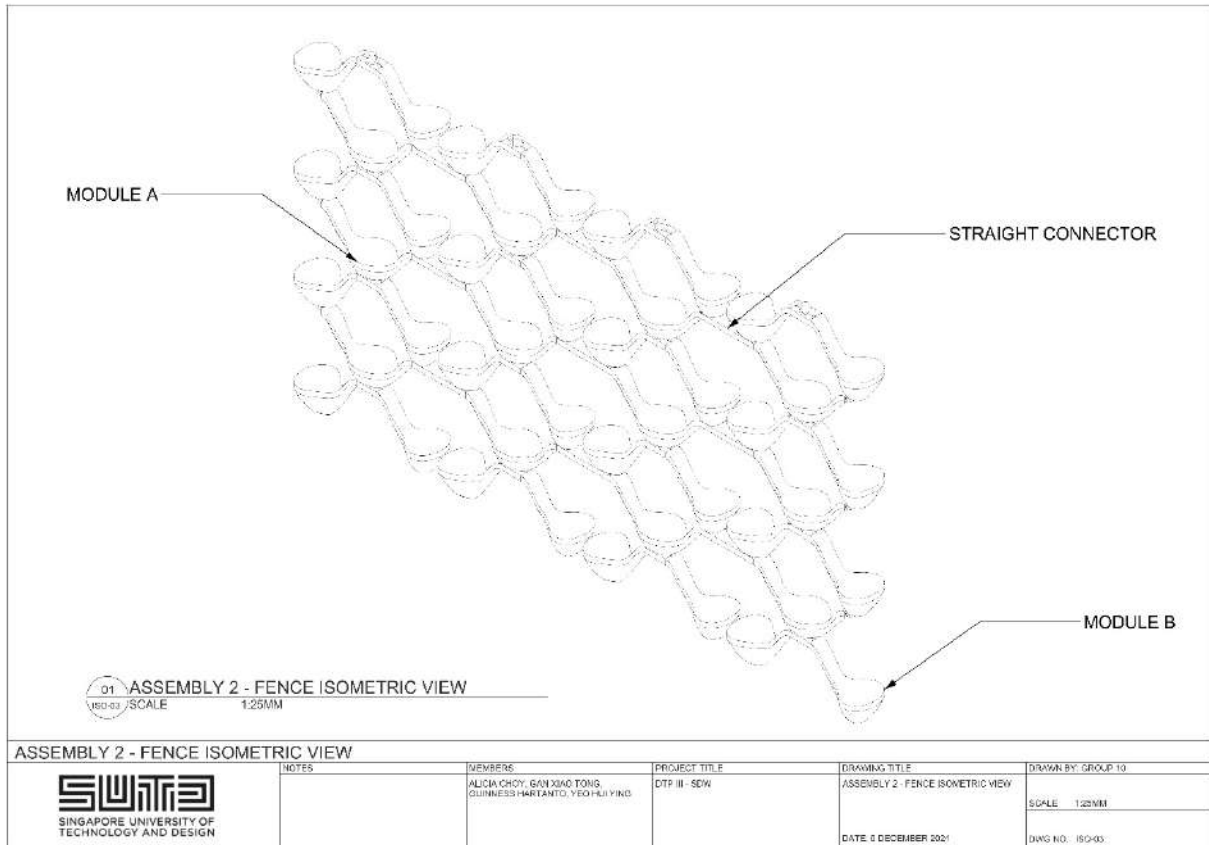 MODULE A
STRAIGHT CONNECTOR
MODULE B
01 ASSEMBLY 2 - FENCE ISOMETRIC VIEW
ISO-03 SCALE 1:25MM
ASSEMBLY 2 - FENCE ISOMETRIC VIEW
SUTD
SINGAPORE UNIVERSITY OF
TECHNOLOGY AND DESIGN
NOTES
MEMBERS
ALICIA CHOY, GAN XIAO TONG,
GUINNESS HARTANTO, YEO HUI YING
PROJECT TITLE
DTP III - SDW
DRAWING TITLE
ASSEMBLY 2 - FENCE ISOMETRIC VIEW
DATE: 6 DECEMBER 2024
DRAWN BY: GROUP 10
SCALE 1:25MM
DWG NO. ISO-03